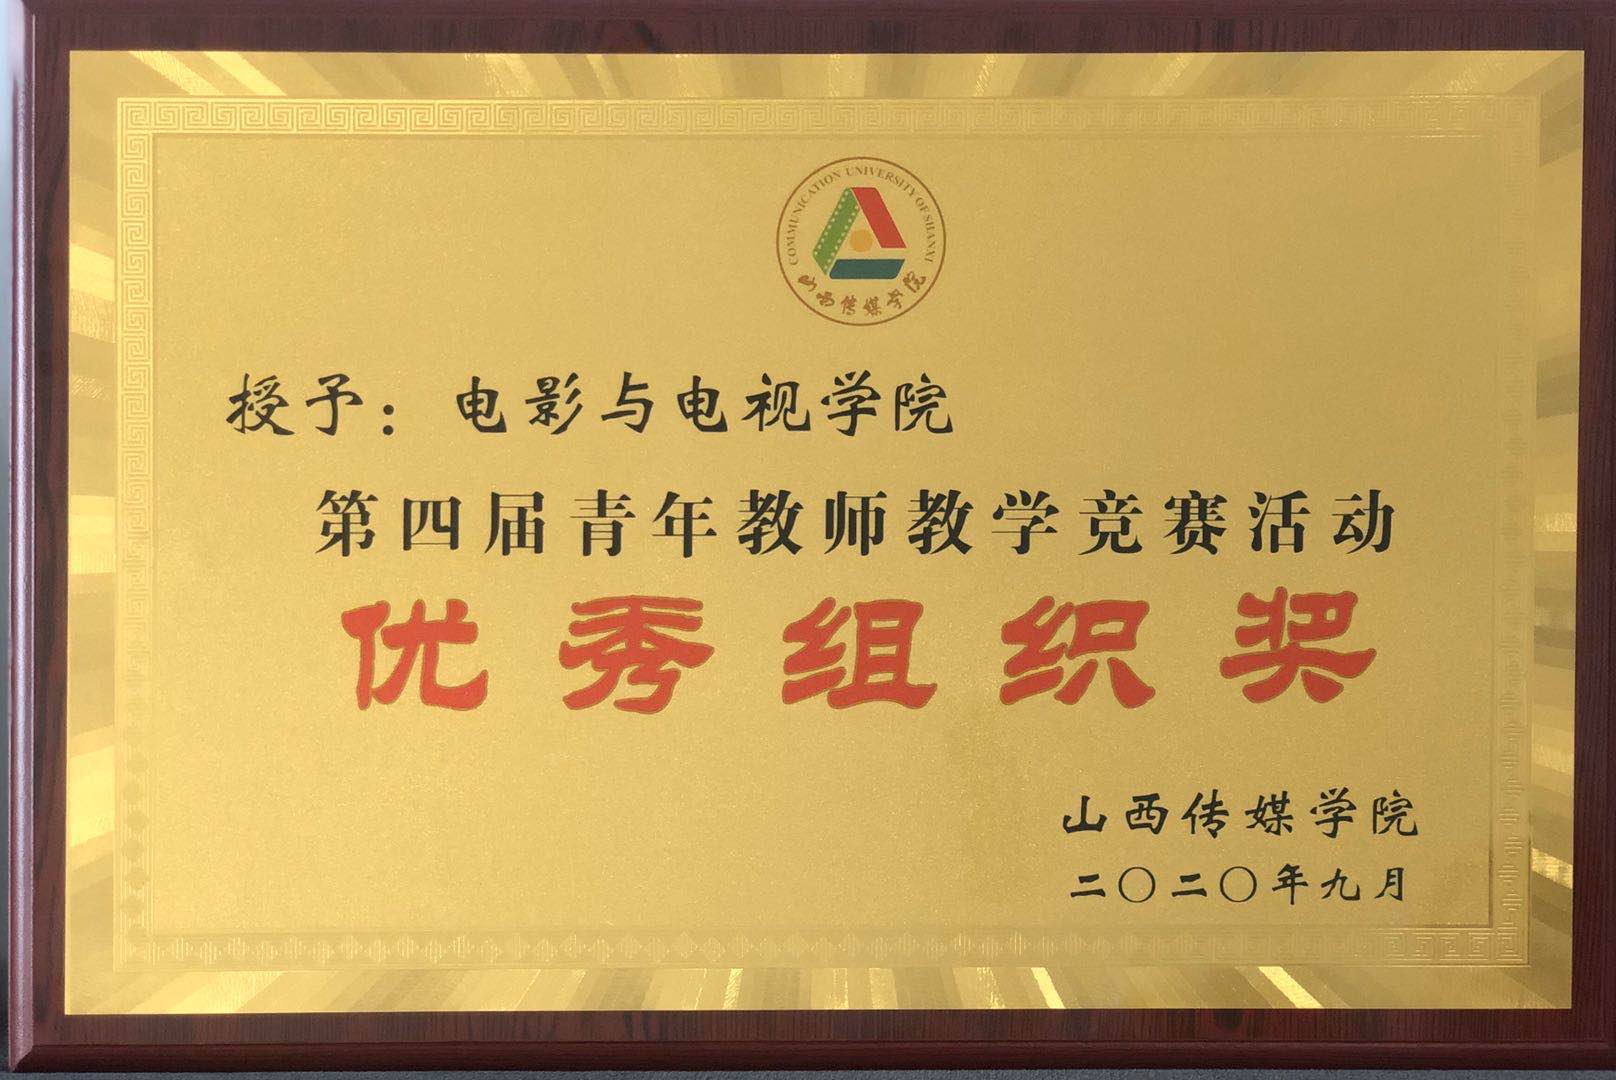 COMMUNICATION UNIVERSITY OF SHANXI
山西传媒学院
授予：电影与电视学院
第四届青年教师教学竞赛活动
优秀组织奖
山西传媒学院
二〇二〇年九月